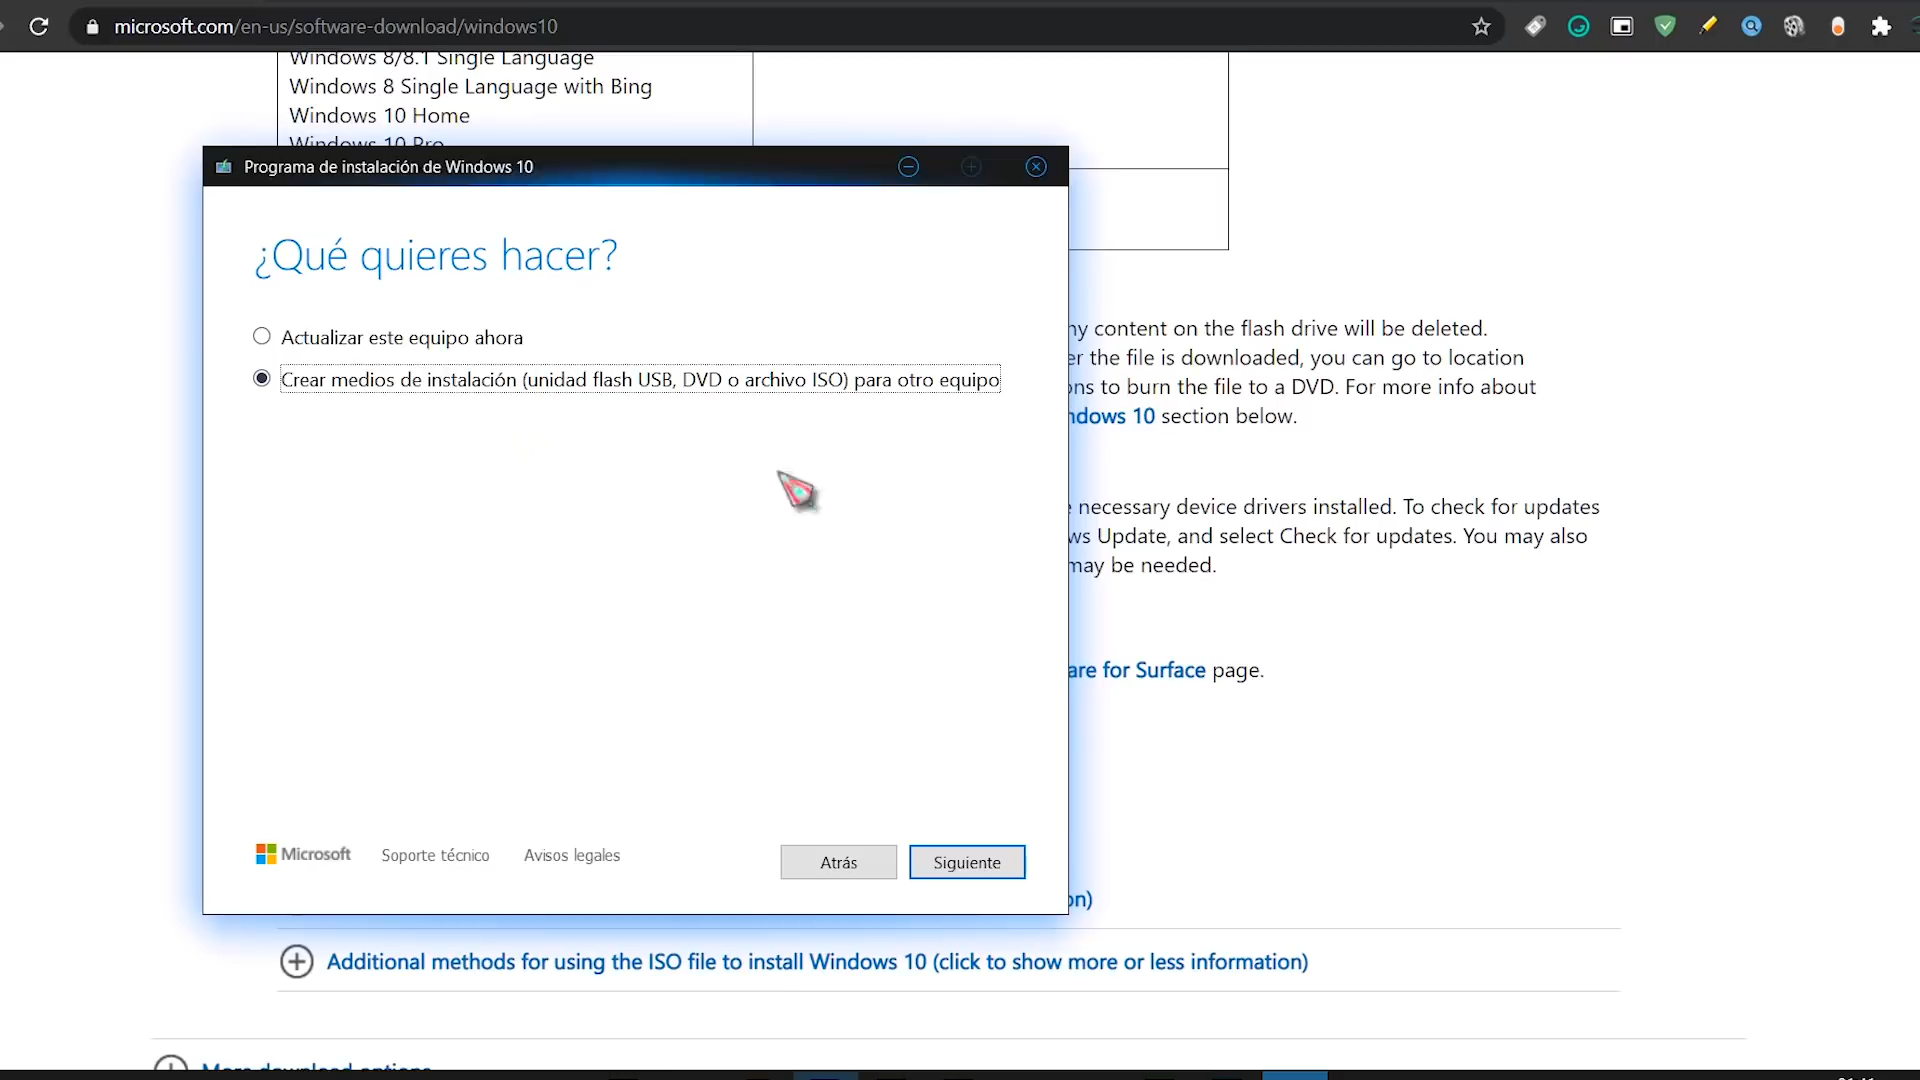 microsoft.com/en-us/software-download/windows10
Windows 8/8.1 Single Language
Windows 8 Single Language with Bing
Windows 10 Home
Windows 10 Pro
Programa de instalación de Windows 10
¿Qué quieres hacer?
Actualizar este equipo ahora
Crear medios de instalación (unidad flash USB, DVD o archivo ISO) para otro equipo
Microsoft
Soporte técnico
Avisos legales
Atrás
Siguiente
ny content on the flash drive will be deleted.
er the file is downloaded, you can go to location
ons to burn the file to a DVD. For more info about
ndows 10 section below.
e necessary device drivers installed. To check for updates
ws Update, and select Check for updates. You may also
may be needed.
are for Surface page.
on)
Additional methods for using the ISO file to install Windows 10 (click to show more or less information)
More download options